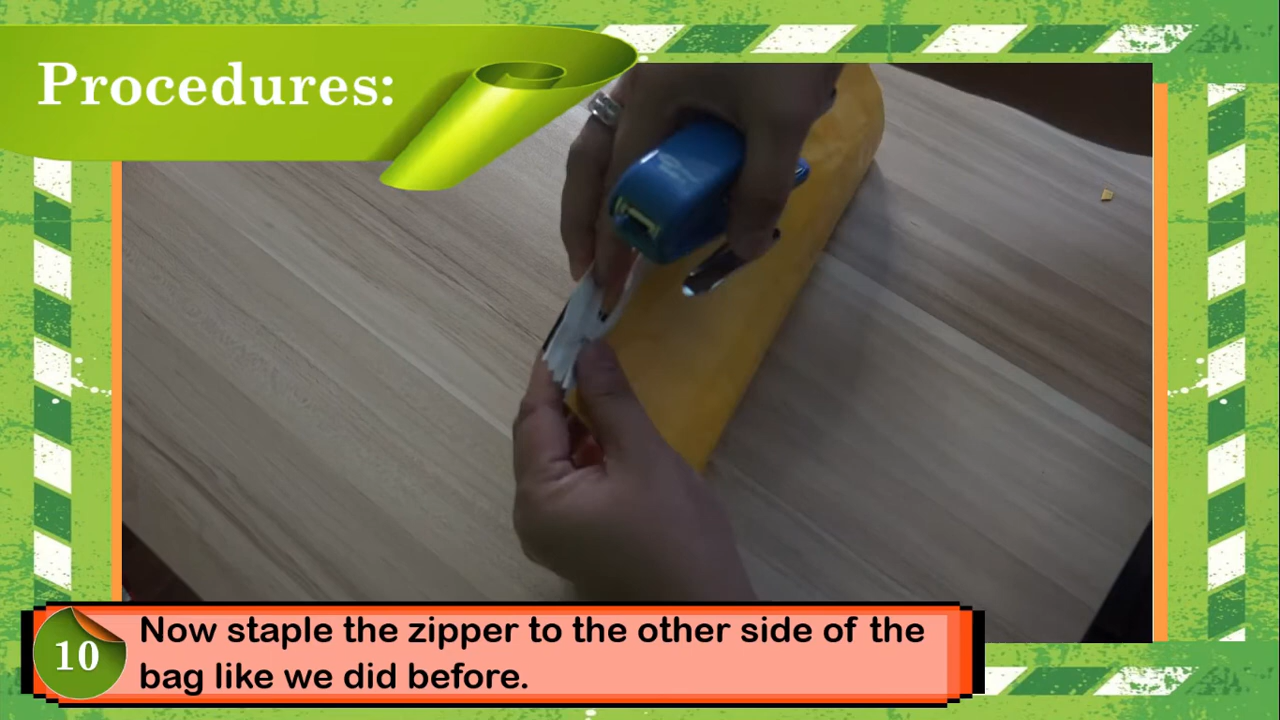 Procedures:
10
Now staple the zipper to the other side of the
bag like we did before.